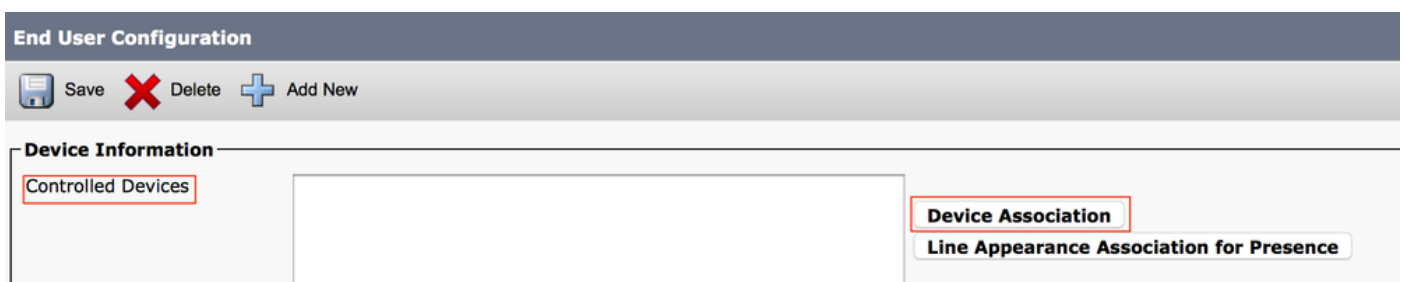 End User Configuration
Save Delete Add New
Device Information
Controlled Devices
Device Association
Line Appearance Association for Presence